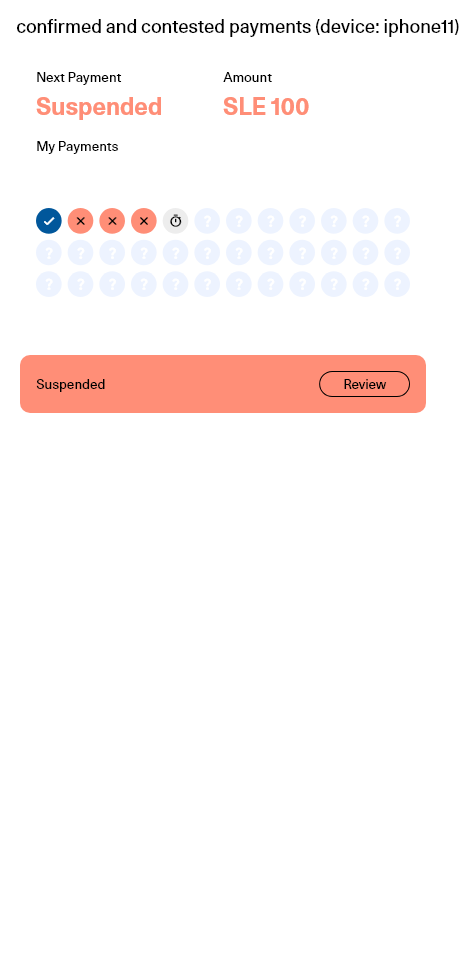 confirmed and contested payments (device: iphone11)
Next Payment
Amount
Suspended
SLE 100
My Payments
? ? ? ? ? ? ?
? ? ? ? ? ? ? ? ? ? ? ?
? ? ? ? ? ? ? ? ? ? ? ?
Suspended
Review